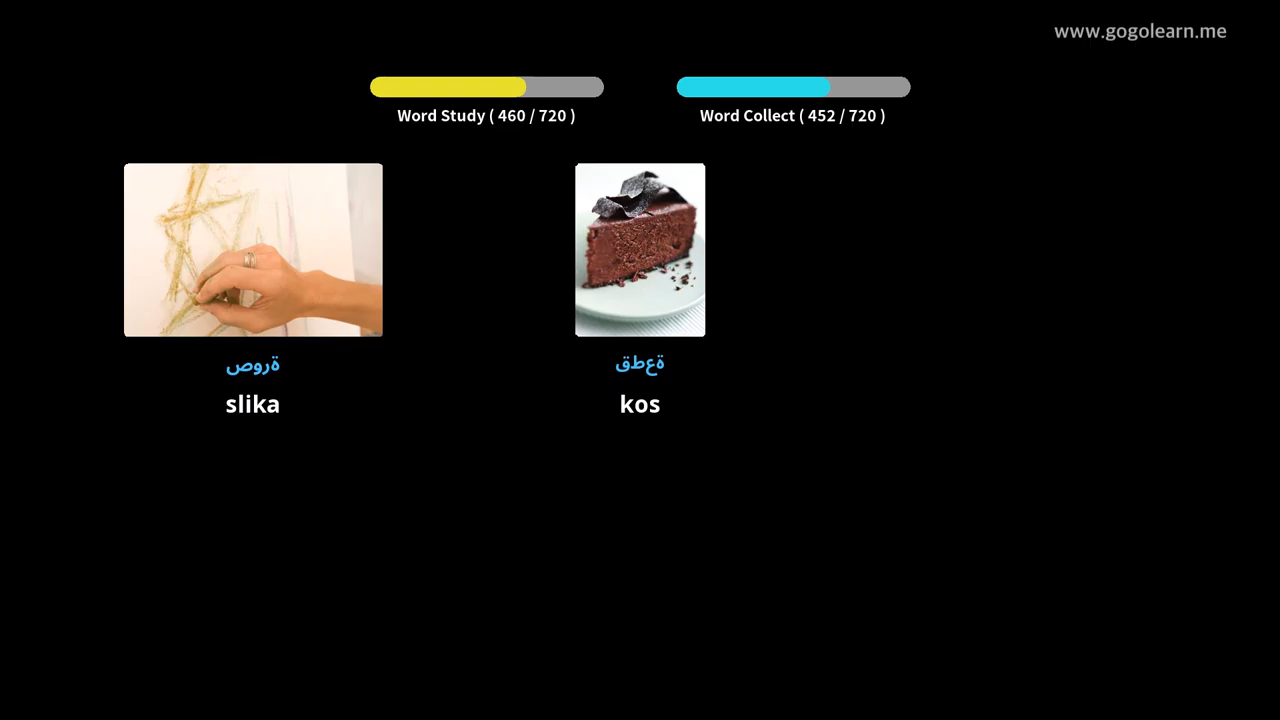 www.gogolearn.me
Word Study ( 460 / 720 )
Word Collect ( 452 / 720 )
ةروص
slika
ةعطق
kos